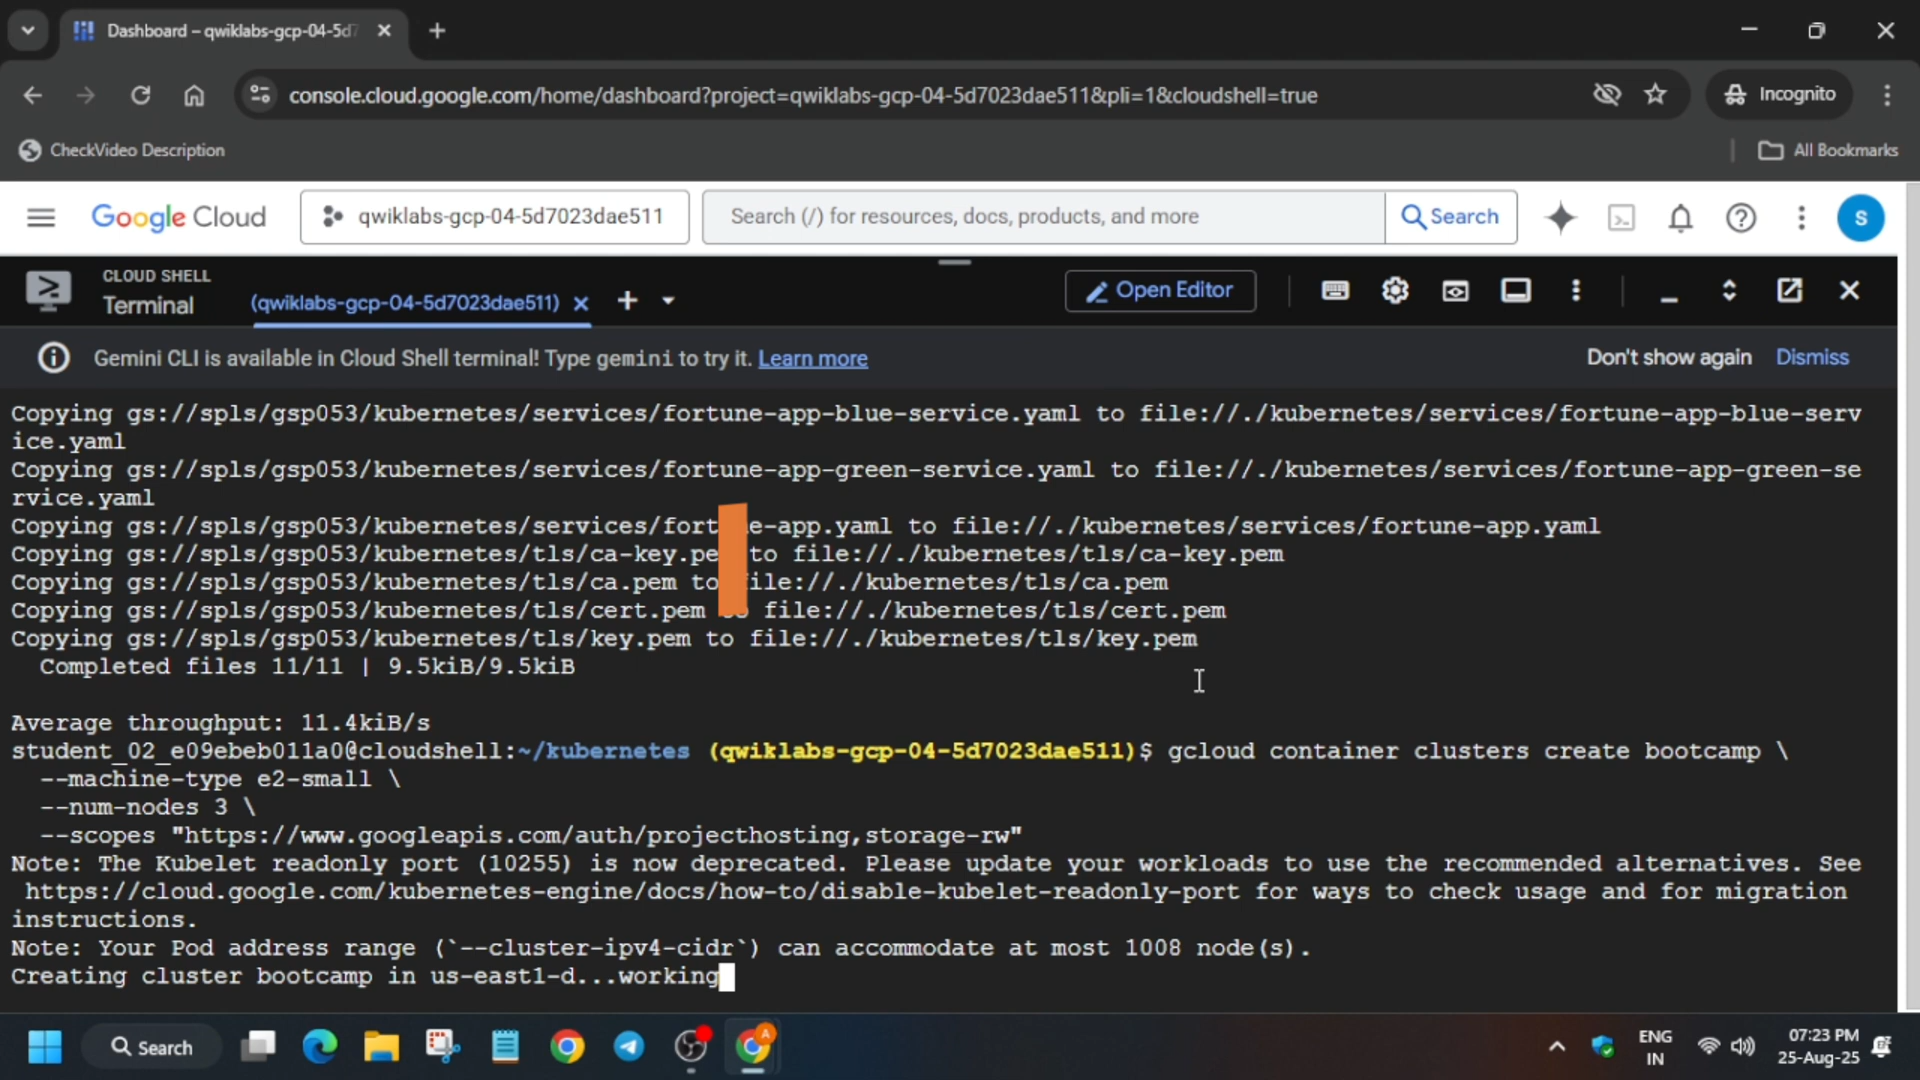 Dashboard – qwiklabs-gcp-04-5d7
console.cloud.google.com/home/dashboard?project=qwiklabs-gcp-04-5d7023dae511&pli=1&cloudshell=true
Incognito
CheckVideo Description
All Bookmarks
Google Cloud
qwiklabs-gcp-04-5d7023dae511
Search (/) for resources, docs, products, and more
Search
S
CLOUD SHELL
Terminal
(qwiklabs-gcp-04-5d7023dae511)
Open Editor
Gemini CLI is available in Cloud Shell terminal! Type gemini to try it. Learn more
Don't show again
Dismiss
Copying gs://spls/gsp053/kubernetes/services/fortune-app-blue-service.yaml to file://./kubernetes/services/fortune-app-blue-serv
ice.yaml
Copying gs://spls/gsp053/kubernetes/services/fortune-app-green-service.yaml to file://./kubernetes/services/fortune-app-green-se
rvice.yaml
Copying gs://spls/gsp053/kubernetes/services/fortune-app.yaml to file://./kubernetes/services/fortune-app.yaml
Copying gs://spls/gsp053/kubernetes/tls/ca-key.pem to file://./kubernetes/tls/ca-key.pem
Copying gs://spls/gsp053/kubernetes/tls/ca.pem to file://./kubernetes/tls/ca.pem
Copying gs://spls/gsp053/kubernetes/tls/cert.pem to file://./kubernetes/tls/cert.pem
Copying gs://spls/gsp053/kubernetes/tls/key.pem to file://./kubernetes/tls/key.pem
Completed files 11/11 | 9.5kiB/9.5kiB
Average throughput: 11.4kiB/s
student_02_e09ebeb011a0@cloudshell:~/kubernetes (qwiklabs-gcp-04-5d7023dae511)$ gcloud container clusters create bootcamp \
--machine-type e2-small \
--num-nodes 3 \
--scopes "https://www.googleapis.com/auth/projecthosting,storage-rw"
Note: The Kubelet readonly port (10255) is now deprecated. Please update your workloads to use the recommended alternatives. See
https://cloud.google.com/kubernetes-engine/docs/how-to/disable-kubelet-readonly-port for ways to check usage and for migration
instructions.
Note: Your Pod address range (`--cluster-ipv4-cidr`) can accommodate at most 1008 node(s).
Creating cluster bootcamp in us-east1-d...working
Search
A
ENG
IN
07:23 PM
25-Aug-25